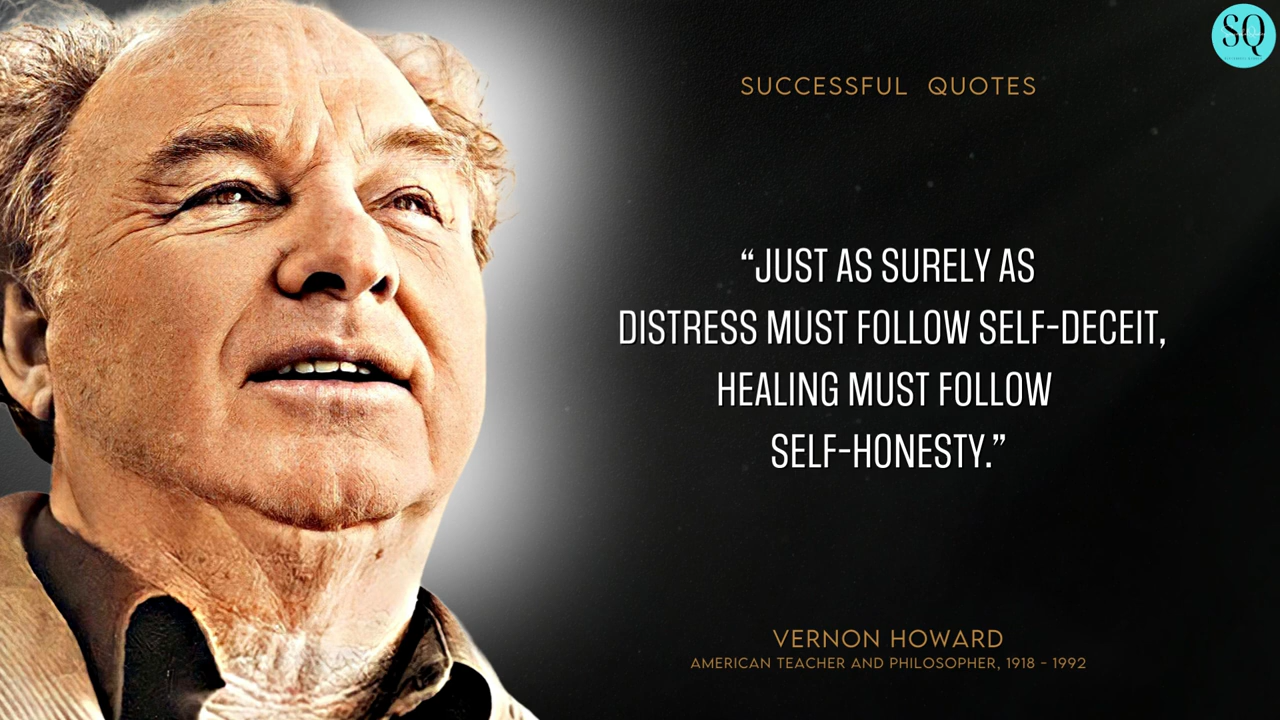 SQ
SUCCESSFUL QUOTES
“JUST AS SURELY AS
DISTRESS MUST FOLLOW SELF-DECEIT,
HEALING MUST FOLLOW
SELF-HONESTY.”
VERNON HOWARD
AMERICAN TEACHER AND PHILOSOPHER, 1918 - 1992